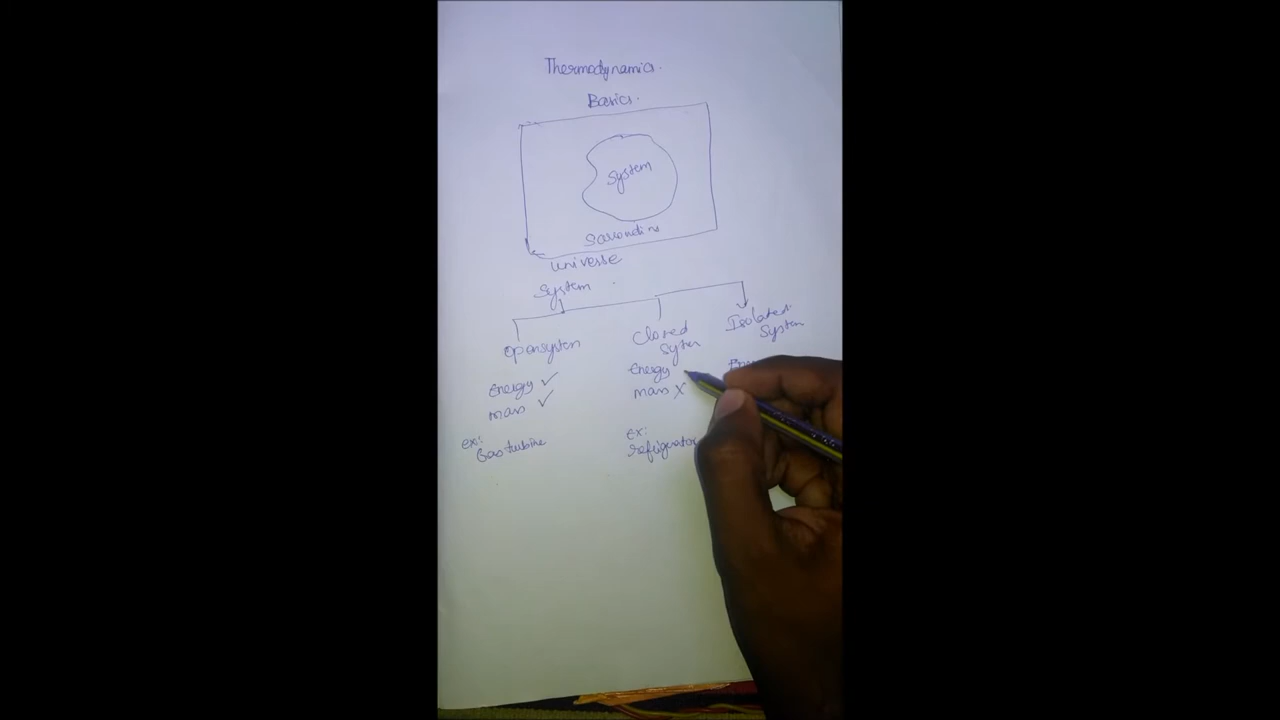 Thermodynamics.
Basics.
System
Universe
System
open system
Closed
System
Isolated
System
Energy ✓
mass ✓
Energy
mass X
ex:
Gas turbine
ex:
refrigerator